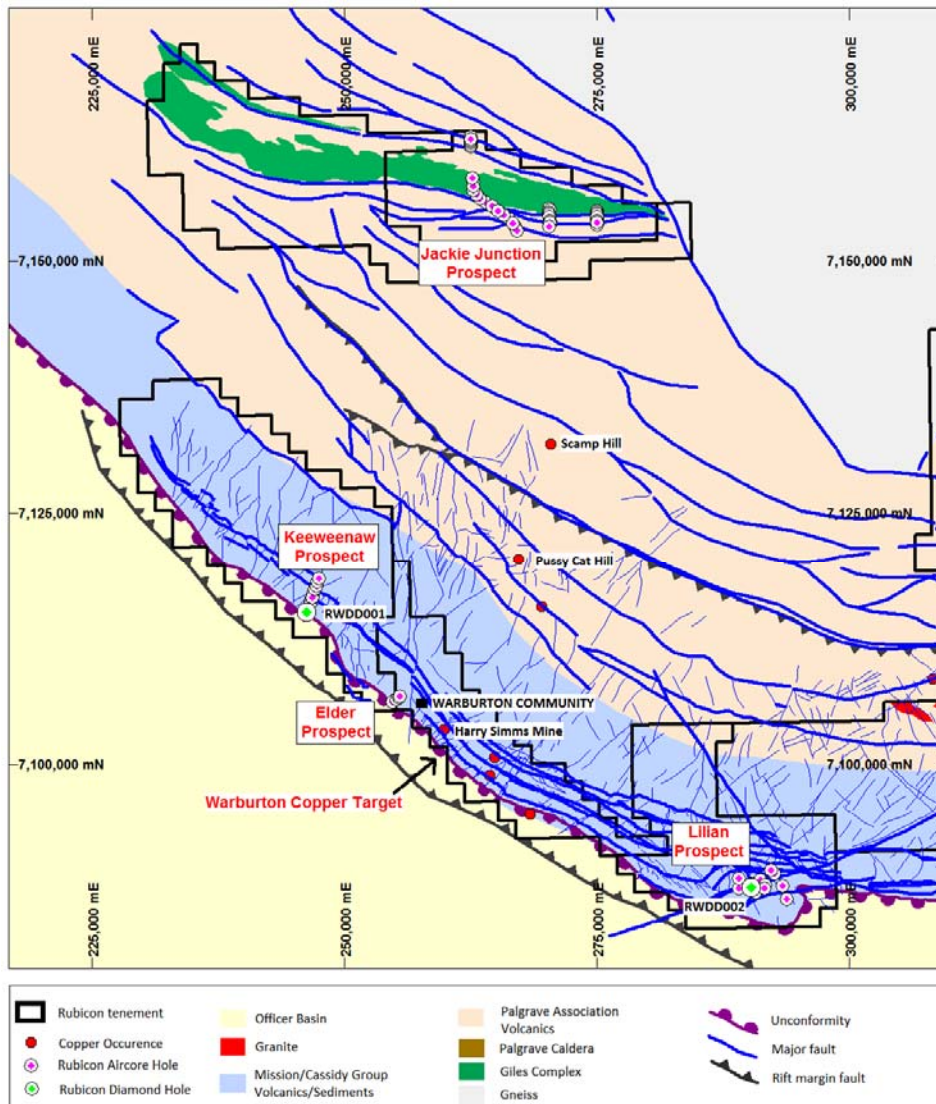 225,000 mE
250,000 mE
275,000 mE
300,000 mE
Jackie Junction
Prospect
7,150,000 mN
7,150,000 mN
Scamp Hill
7,125,000 mN
7,125,000 mN
Keeweenaw
Prospect
Pussy Cat Hill
RWDD001
WARBURTON COMMUNITY
Elder
Prospect
Harry Simms Mine
7,100,000 mN
7,100,000 mN
Warburton Copper Target
Lilian
Prospect
RWDD002
225,000 mE
250,000 mE
275,000 mE
300,000 mE
Rubicon tenement
Copper Occurence
Rubicon Aircore Hole
Rubicon Diamond Hole
Officer Basin
Granite
Mission/Cassidy Group
Volcanics/Sediments
Palgrave Association
Volcanics
Palgrave Caldera
Giles Complex
Gneiss
Unconformity
Major fault
Rift margin fault